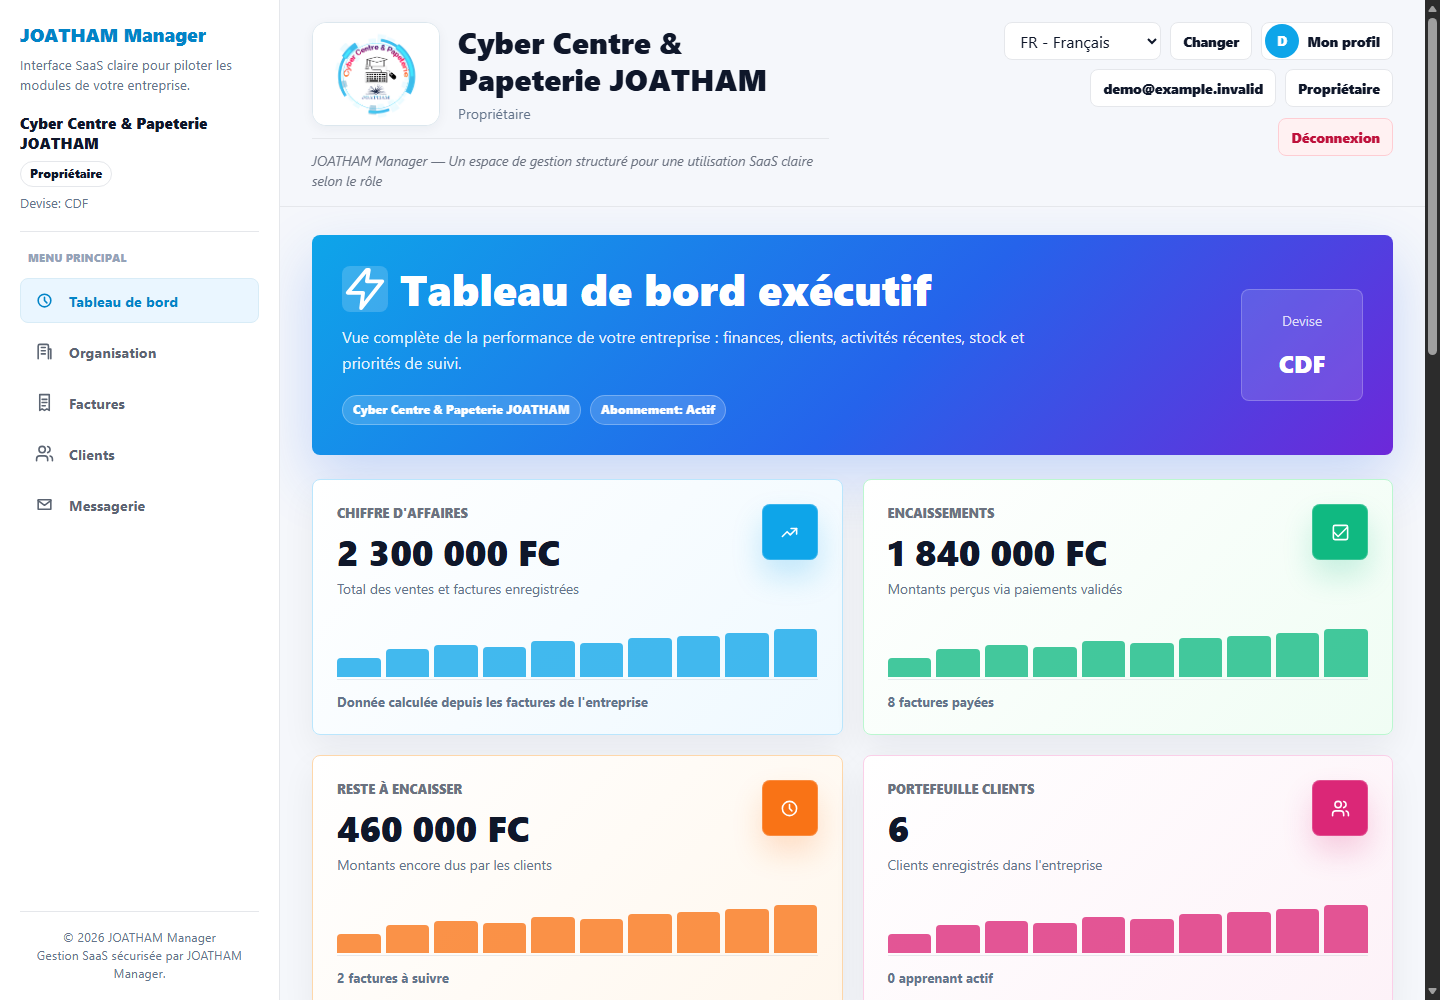 JOATHAM Manager
Interface SaaS claire pour piloter les
modules de votre entreprise.
Cyber Centre & Papeterie
JOATHAM
Propriétaire
Devise: CDF
MENU PRINCIPAL
Tableau de bord
Organisation
Factures
Clients
Messagerie
© 2026 JOATHAM Manager
Gestion SaaS sécurisée par JOATHAM
Manager.
Cyber Centre & Papeterie
JOATHAM
Cyber Centre &
Papeterie JOATHAM
Propriétaire
JOATHAM Manager — Un espace de gestion structuré pour une utilisation SaaS claire
selon le rôle
FR - Français
Changer
D
Mon profil
demo@example.invalid
Propriétaire
Déconnexion
Tableau de bord exécutif
Vue complète de la performance de votre entreprise : finances, clients, activités récentes, stock et
priorités de suivi.
Cyber Centre & Papeterie JOATHAM
Abonnement: Actif
Devise
CDF
CHIFFRE D'AFFAIRES
2 300 000 FC
Total des ventes et factures enregistrées
Donnée calculée depuis les factures de l'entreprise
ENCAISSEMENTS
1 840 000 FC
Montants perçus via paiements validés
8 factures payées
RESTE À ENCAISSER
460 000 FC
Montants encore dus par les clients
2 factures à suivre
PORTEFEUILLE CLIENTS
6
Clients enregistrés dans l'entreprise
0 apprenant actif